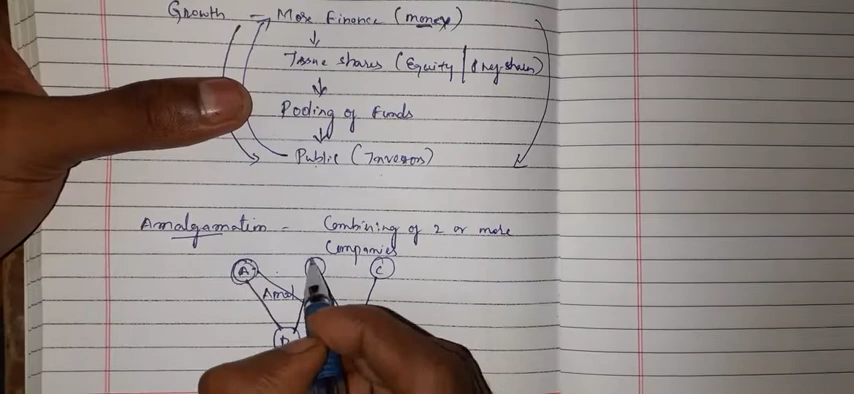 Growth - More Finance (money)
Issue shares (Equity | Pref. shares)
Pooling of Funds
Public (Investors)
Amalgamation - Combining of 2 or more
Companies
A C
Amal